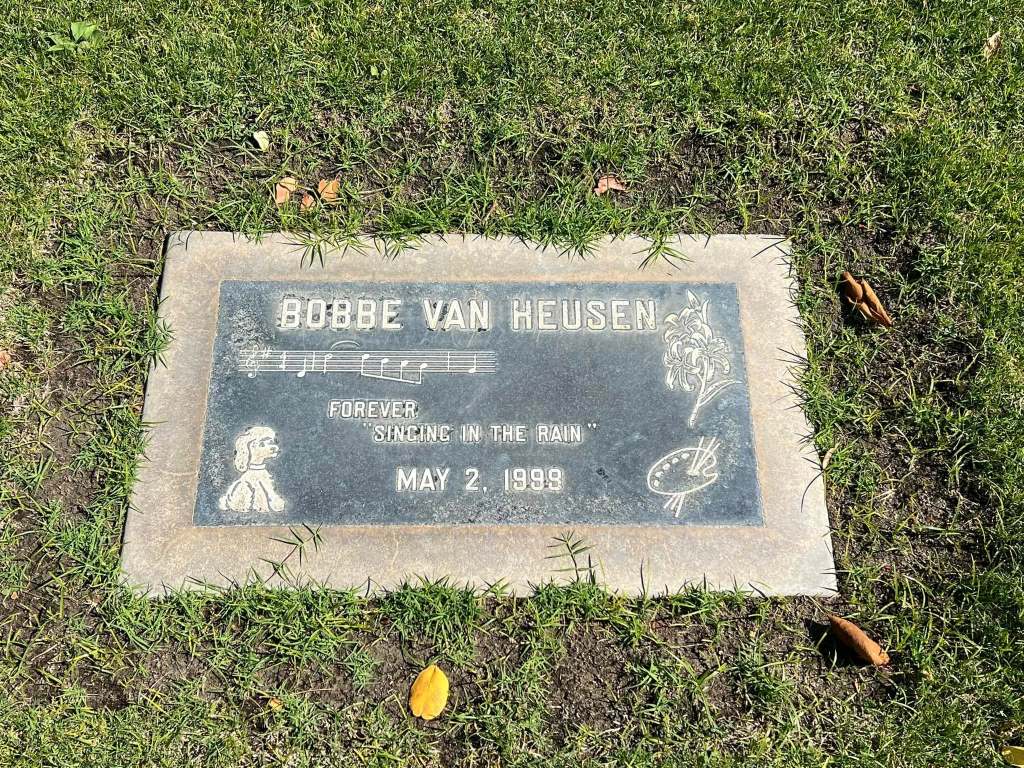 BOBBE VAN HEUSEN
FOREVER
"SINGING IN THE RAIN"
MAY 2, 1999